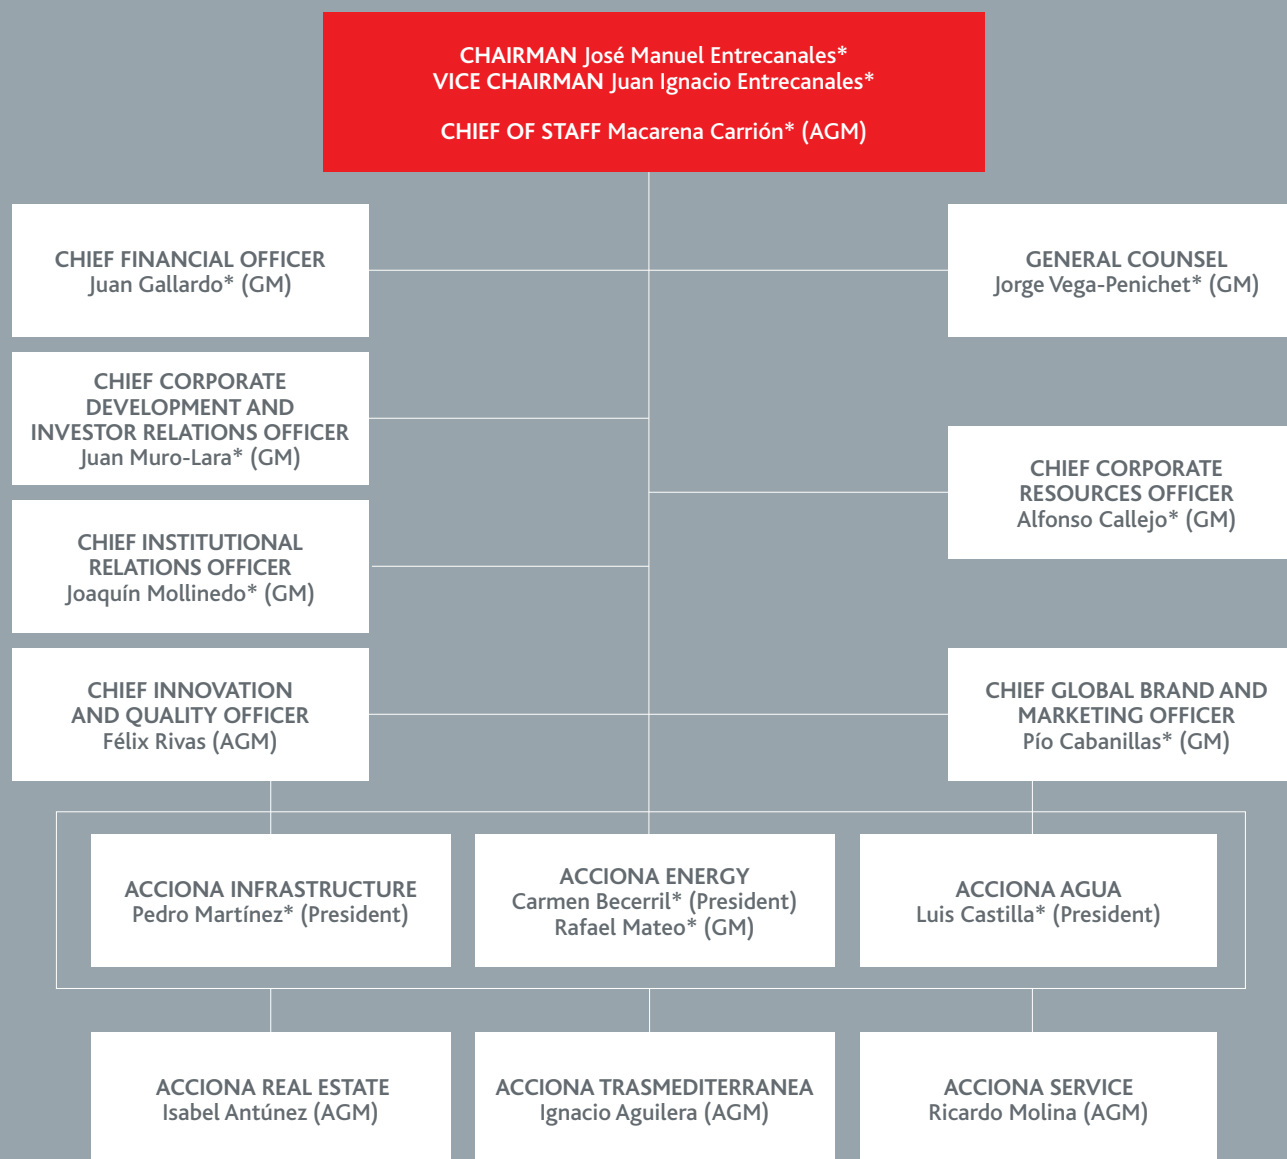 CHAIRMAN José Manuel Entrecanales*
VICE CHAIRMAN Juan Ignacio Entrecanales*
CHIEF OF STAFF Macarena Carrión* (AGM)
CHIEF FINANCIAL OFFICER
Juan Gallardo* (GM)
GENERAL COUNSEL
Jorge Vega-Penichet* (GM)
CHIEF CORPORATE
DEVELOPMENT AND
INVESTOR RELATIONS OFFICER
Juan Muro-Lara* (GM)
CHIEF CORPORATE
RESOURCES OFFICER
Alfonso Callejo* (GM)
CHIEF INSTITUTIONAL
RELATIONS OFFICER
Joaquín Mollinedo* (GM)
CHIEF INNOVATION
AND QUALITY OFFICER
Félix Rivas (AGM)
CHIEF GLOBAL BRAND AND
MARKETING OFFICER
Pío Cabanillas* (GM)
ACCIONA INFRASTRUCTURE
Pedro Martínez* (President)
ACCIONA ENERGY
Carmen Becerril* (President)
Rafael Mateo* (GM)
ACCIONA AGUA
Luis Castilla* (President)
ACCIONA REAL ESTATE
Isabel Antúnez (AGM)
ACCIONA TRASMEDITERRANEA
Ignacio Aguilera (AGM)
ACCIONA SERVICE
Ricardo Molina (AGM)